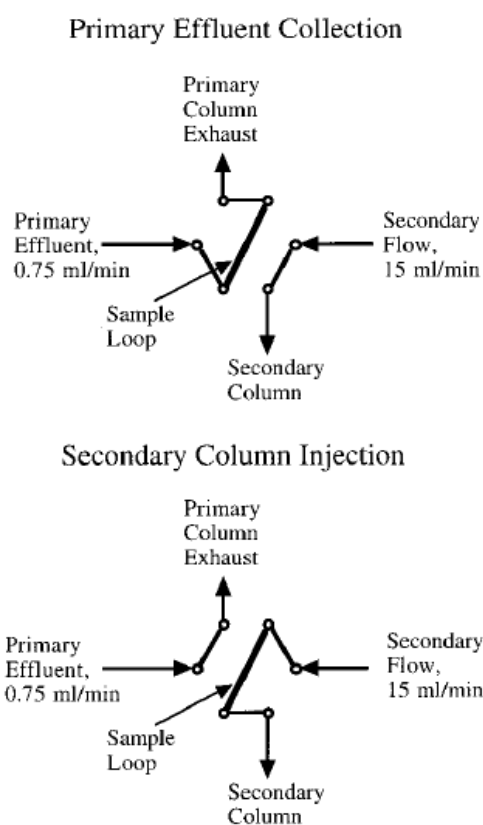 Primary Effluent Collection
Primary
Column
Exhaust
Primary
Effluent,
0.75 ml/min
Secondary
Flow,
15 ml/min
Sample
Loop
Secondary
Column
Secondary Column Injection
Primary
Column
Exhaust
Primary
Effluent,
0.75 ml/min
Secondary
Flow,
15 ml/min
Sample
Loop
Secondary
Column